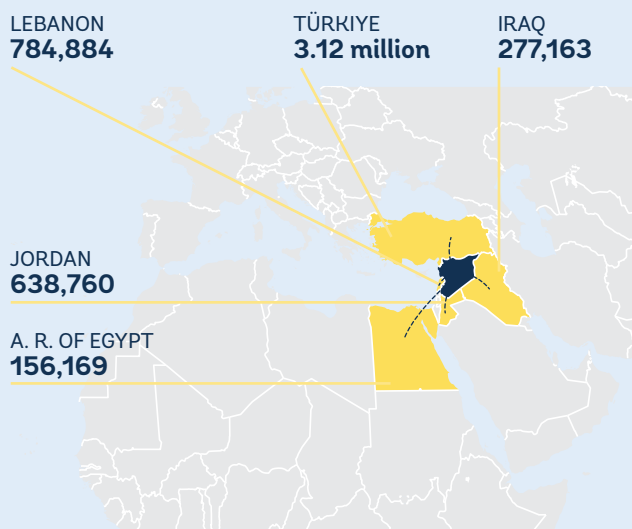 LEBANON
784,884
TÜRKIYE
3.12 million
IRAQ
277,163
JORDAN
638,760
A. R. OF EGYPT
156,169